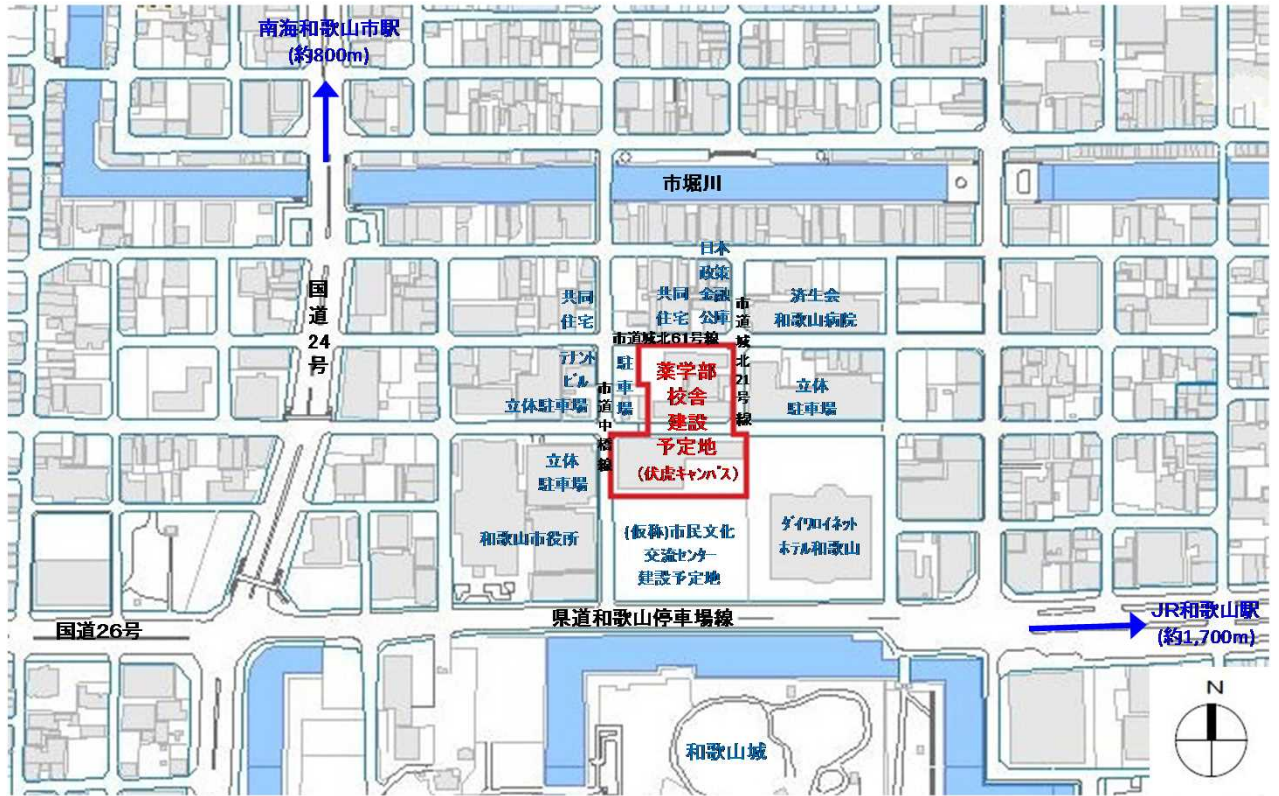 南海和歌山市駅
(約800m)
市堀川
国
道
24
号
共同
住宅
共同
住宅
日本
政策
金融
公庫
市
道
城
北
21
号
線
済生会
和歌山病院
市道城北61号線
テナント
ビル
立体駐車場
市
道
中
橋
線
駐
車
場
薬学部
校舎
建設
予定地
(伏虎キャンパス)
立体
駐車場
立体
駐車場
和歌山市役所
(仮称)市民文化
交流センター
建設予定地
ダイワロイネット
ホテル和歌山
国道26号
県道和歌山停車場線
JR和歌山駅
(約1,700m)
N
和歌山城